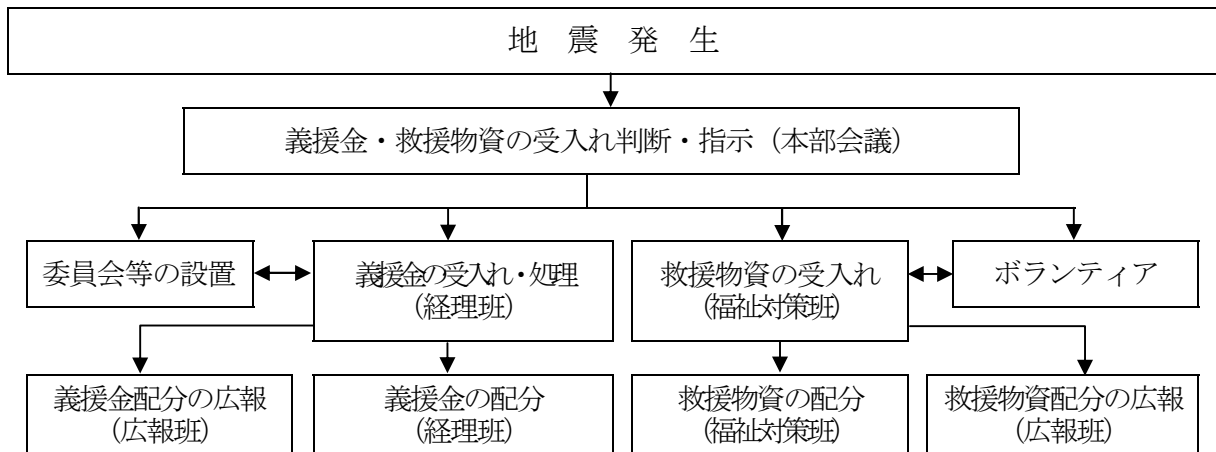 地 震 発 生
義援金・救援物資の受入れ判断・指示（本部会議）
委員会等の設置
義援金の受入れ・処理
（経理班）
救援物資の受入れ
（福祉対策班）
ボランティア
義援金配分の広報
（広報班）
義援金の配分
（経理班）
救援物資の配分
（福祉対策班）
救援物資配分の広報
（広報班）